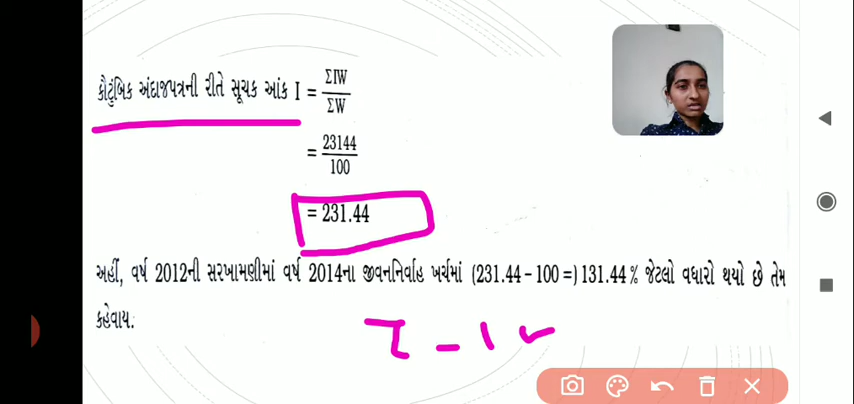 કૌટુંબિક અંદાજપત્રની રીતે સૂચક આંક I = ΣIW / ΣW
= 23144 / 100
= 231.44
અહીં, વર્ષ 2012ની સરખામણીમાં વર્ષ 2014ના જીવનનિર્વાહ ખર્ચમાં (231.44 – 100 =) 131.44 % જેટલો વધારો થયો છે તેમ
કહેવાય.